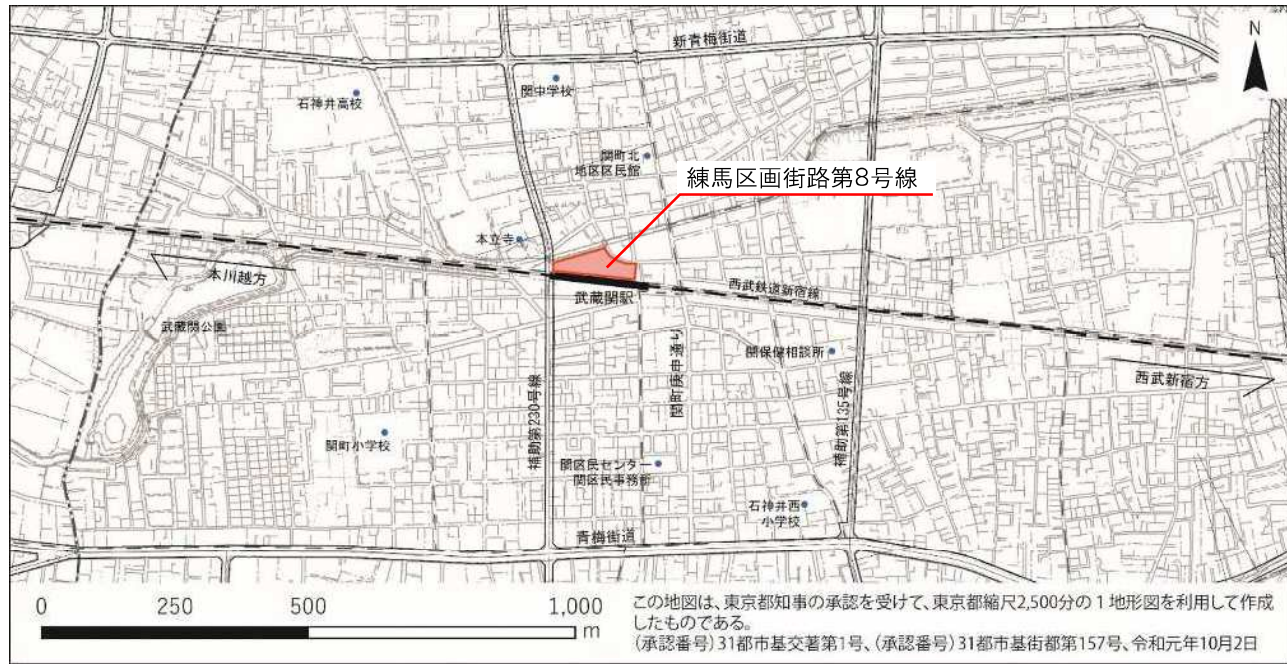 新青梅街道
N
石神井高校
関中学校
関町北
地区区民館
練馬区画街路第8号線
本立寺
本川越方
武蔵関駅
西武鉄道新宿線
武蔵関公園
関町庚申通り
関保健相談所
西武新宿方
補助第230号線
補助第135号線
関町小学校
関区民センター
関区民事務所
石神井西
小学校
青梅街道
0 250 500 1,000
m
この地図は、東京都知事の承認を受けて、東京都縮尺2,500分の1地形図を利用して作成
したものである。
(承認番号)31都市基交著第1号、(承認番号)31都市基街都第157号、令和元年10月2日